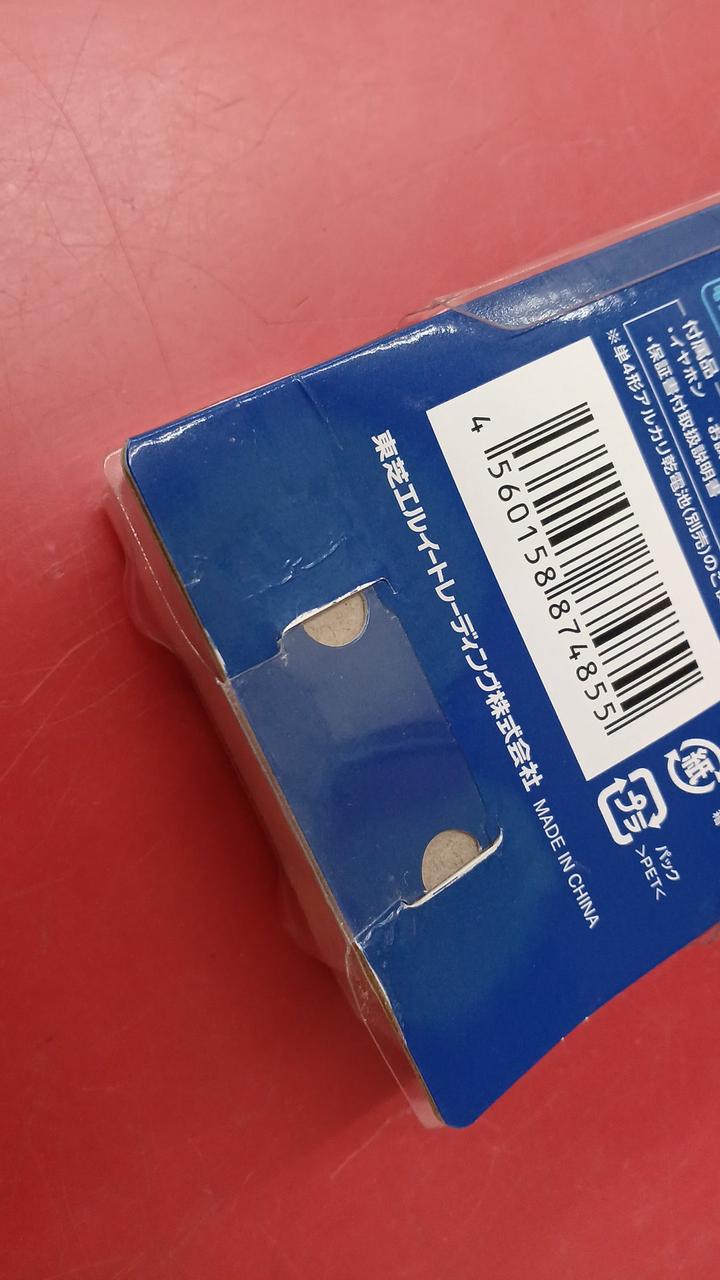 付属品
・イヤホン
・保証書付取扱説明書
※単4形アルカリ乾電池(別売)の
4 560158 874855
紙
プラ
パック
>PET<
東芝エルイートレーディング株式会社 MADE IN CHINA